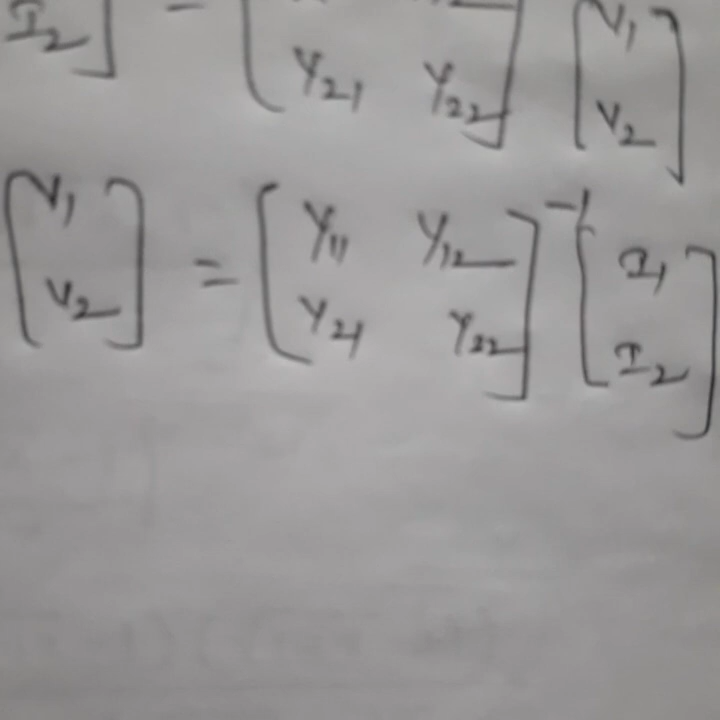 I₂ ] = [ Y₂₁ Y₂₂ ] [ V₁
V₂ ]
[ V₁
V₂ ] = [ Y₁₁ Y₁₂
Y₂₁ Y₂₂ ]⁻¹ [ I₁
I₂ ]